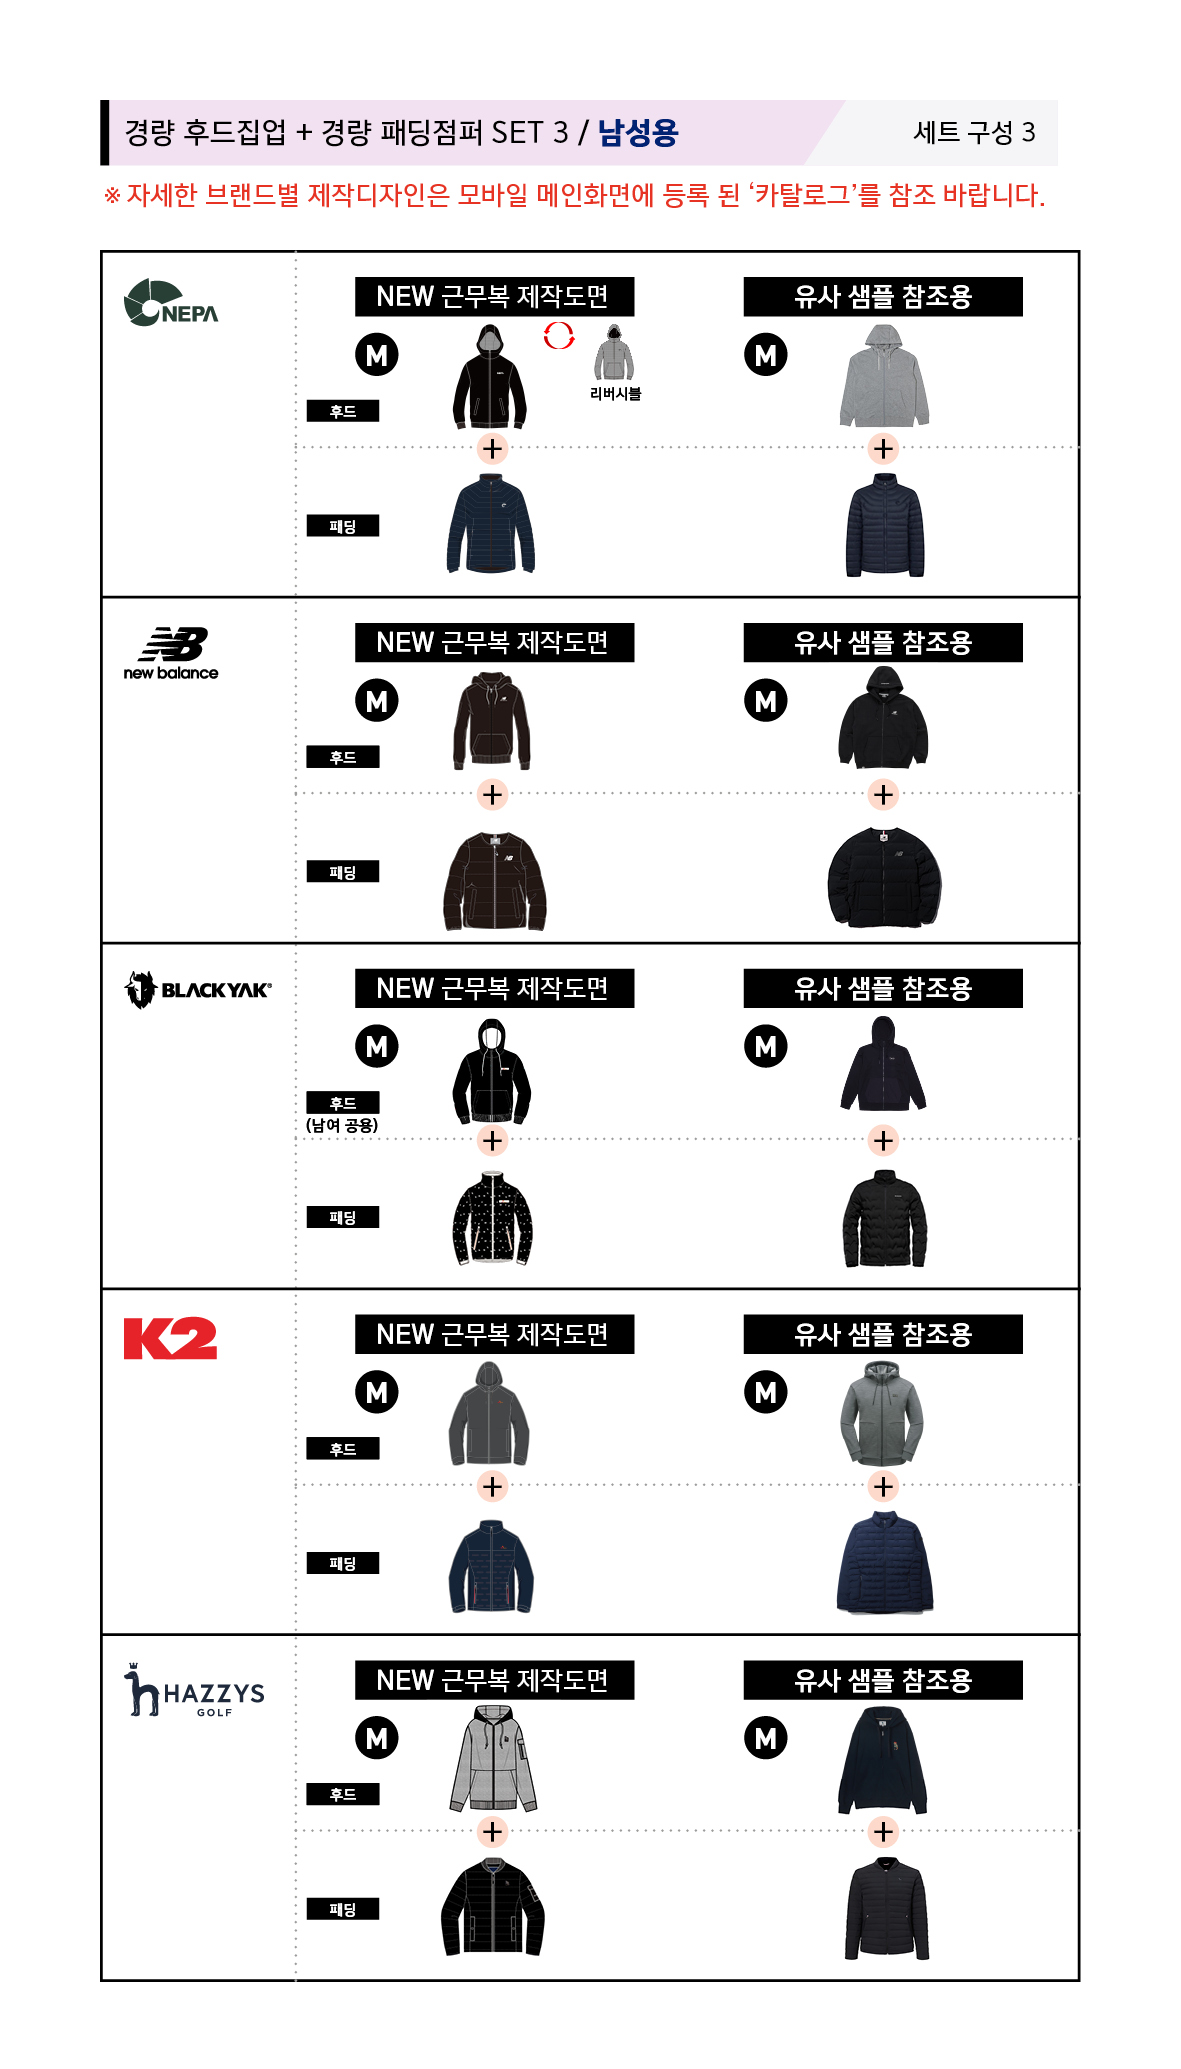 경량 후드집업 + 경량 패딩점퍼 SET 3 / 남성용
세트 구성 3
※ 자세한 브랜드별 제작디자인은 모바일 메인화면에 등록 된 ‘카탈로그’를 참조 바랍니다.
NEPA
NEW 근무복 제작도면
유사 샘플 참조용
M
리버시블
M
후드
+
+
패딩
NB
new balance
NEW 근무복 제작도면
유사 샘플 참조용
M
M
후드
+
+
패딩
BLACKYAK®
NEW 근무복 제작도면
유사 샘플 참조용
M
M
후드
(남여 공용)
+
+
패딩
K2
NEW 근무복 제작도면
유사 샘플 참조용
M
M
후드
+
+
패딩
HAZZYS
GOLF
NEW 근무복 제작도면
유사 샘플 참조용
M
M
후드
+
+
패딩